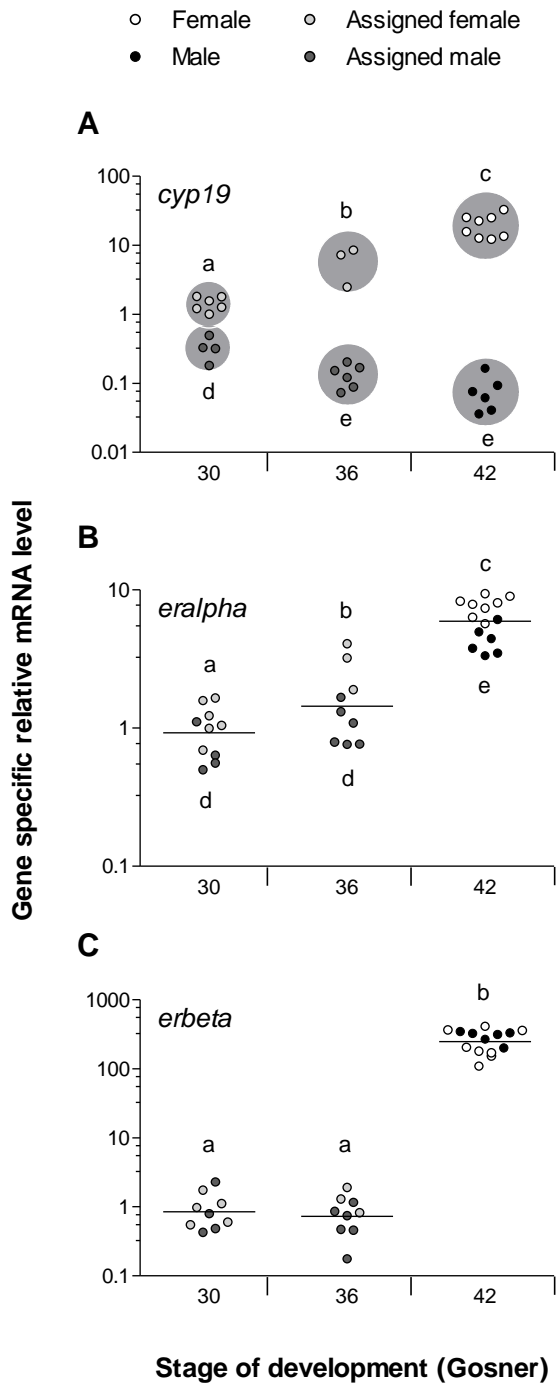 Female
Assigned female
Male
Assigned male
A
100
10
1
0.1
0.01
cyp19
a
b
c
d
e
e
30
36
42
B
10
1
0.1
eralpha
a
b
c
d
d
e
30
36
42
C
1000
100
10
1
0.1
erbeta
a
a
b
30
36
42
Gene specific relative mRNA level
Stage of development (Gosner)